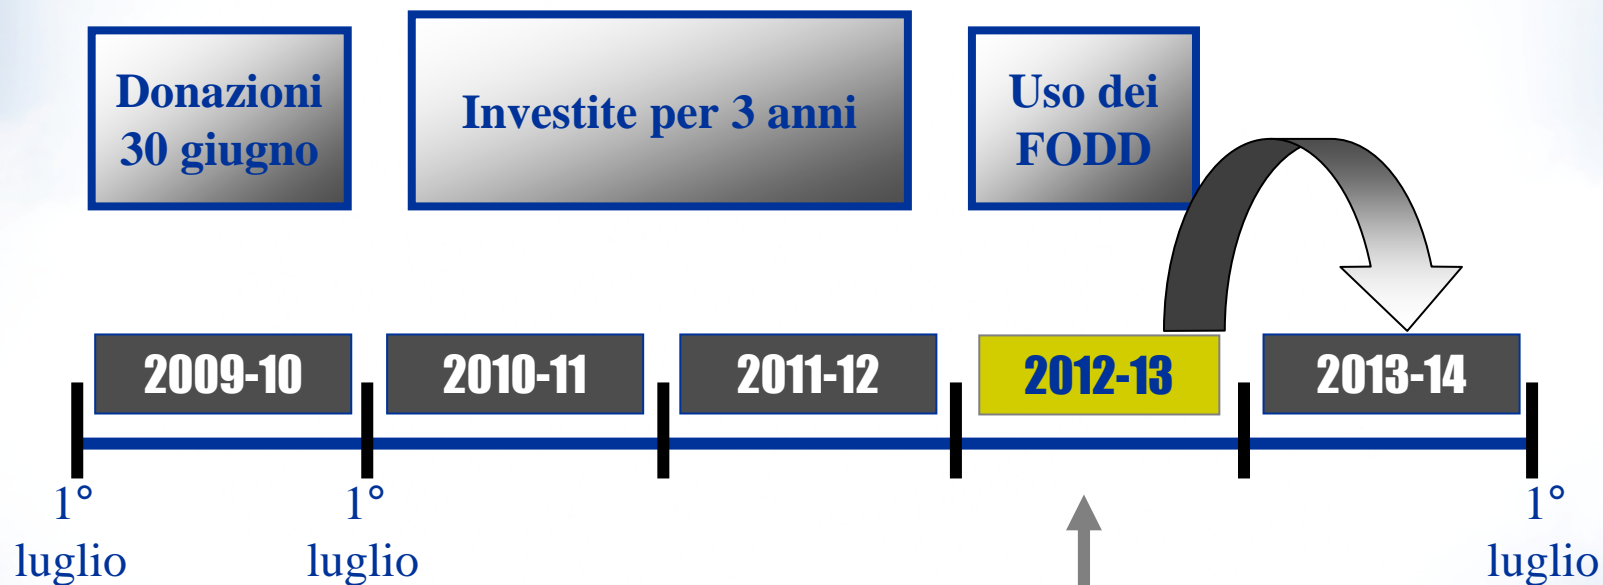 Donazioni
30 giugno
Investite per 3 anni
Uso dei
FODD
2009-10
2010-11
2011-12
2012-13
2013-14
1°
luglio
1°
luglio
1°
luglio